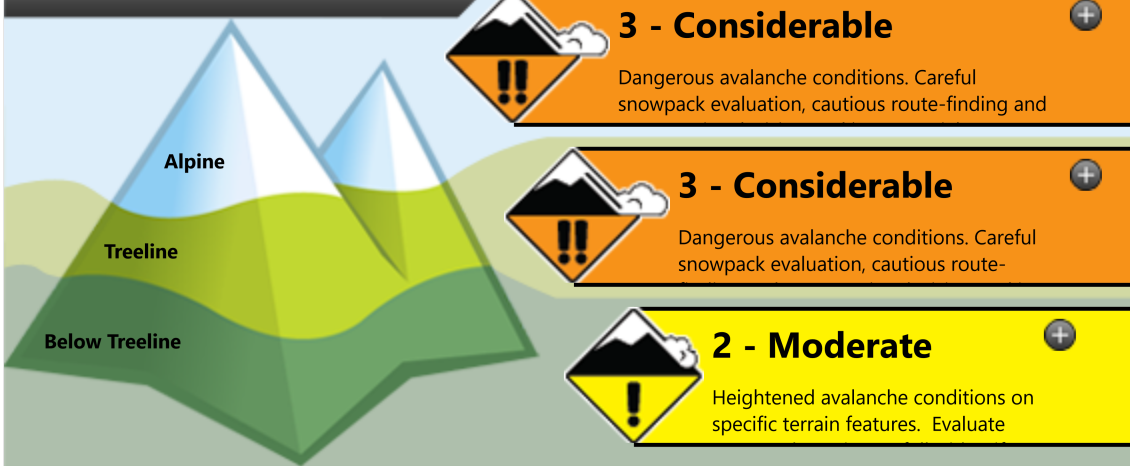 3 - Considerable
Dangerous avalanche conditions. Careful
snowpack evaluation, cautious route-finding and
Alpine
3 - Considerable
Dangerous avalanche conditions. Careful
snowpack evaluation, cautious route-
Treeline
2 - Moderate
Heightened avalanche conditions on
specific terrain features.  Evaluate
Below Treeline